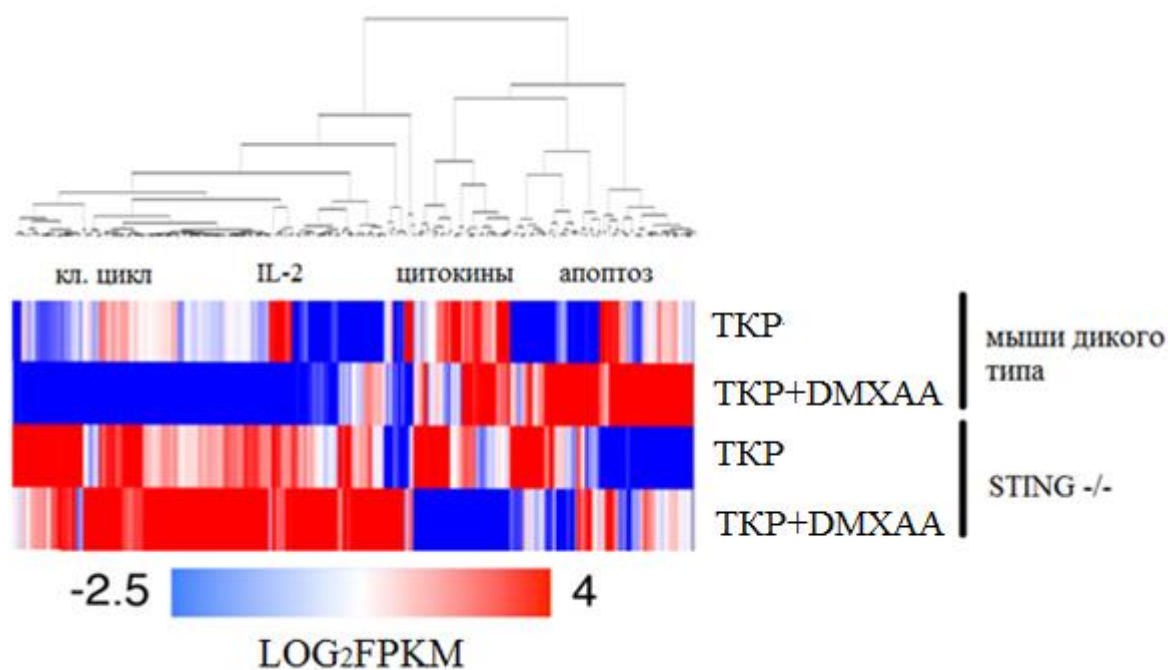 кл. цикл IL-2 цитокины апоптоз
ТКР
мыши дикого
типа
ТКР+DMXAA
ТКР
STING -/-
ТКР+DMXAA
-2.5 4
LOG2FPKM